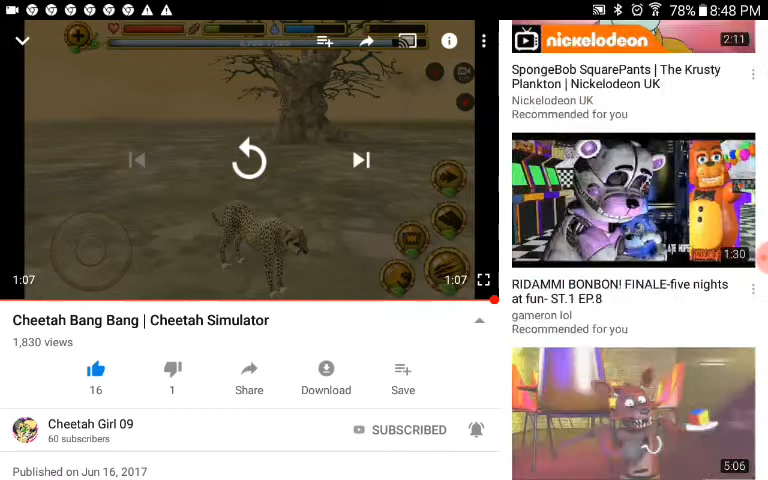 78% 8:48 PM
1:07
1:07
Cheetah Bang Bang | Cheetah Simulator
1,830 views
16
1
Share
Download
Save
Cheetah Girl 09
60 subscribers
SUBSCRIBED
Published on Jun 16, 2017
nickelodeon
2:11
SpongeBob SquarePants | The Krusty
Plankton | Nickelodeon UK
Nickelodeon UK
Recommended for you
1:30
RIDAMMI BONBON! FINALE-five nights
at fun- ST.1 EP.8
gameron lol
Recommended for you
5:06